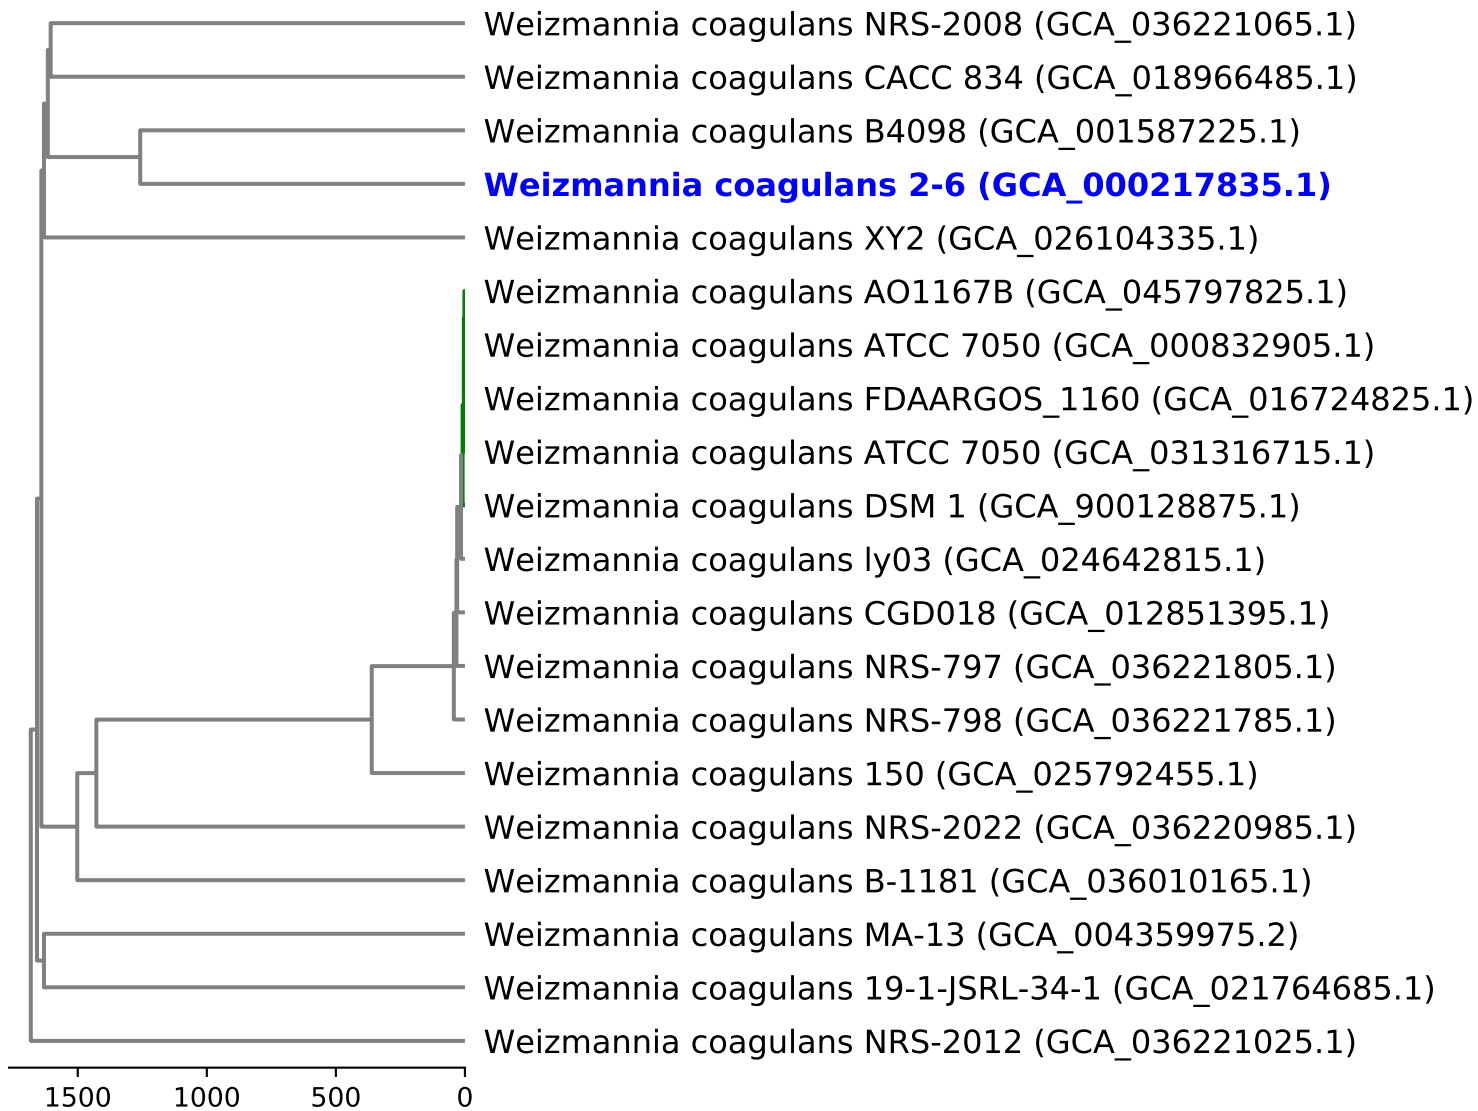 Weizmannia coagulans NRS-2008 (GCA_036221065.1)
Weizmannia coagulans CACC 834 (GCA_018966485.1)
Weizmannia coagulans B4098 (GCA_001587225.1)
Weizmannia coagulans 2-6 (GCA_000217835.1)
Weizmannia coagulans XY2 (GCA_026104335.1)
Weizmannia coagulans AO1167B (GCA_045797825.1)
Weizmannia coagulans ATCC 7050 (GCA_000832905.1)
Weizmannia coagulans FDAARGOS_1160 (GCA_016724825.1)
Weizmannia coagulans ATCC 7050 (GCA_031316715.1)
Weizmannia coagulans DSM 1 (GCA_900128875.1)
Weizmannia coagulans ly03 (GCA_024642815.1)
Weizmannia coagulans CGD018 (GCA_012851395.1)
Weizmannia coagulans NRS-797 (GCA_036221805.1)
Weizmannia coagulans NRS-798 (GCA_036221785.1)
Weizmannia coagulans 150 (GCA_025792455.1)
Weizmannia coagulans NRS-2022 (GCA_036220985.1)
Weizmannia coagulans B-1181 (GCA_036010165.1)
Weizmannia coagulans MA-13 (GCA_004359975.2)
Weizmannia coagulans 19-1-JSRL-34-1 (GCA_021764685.1)
Weizmannia coagulans NRS-2012 (GCA_036221025.1)
1500 1000 500 0